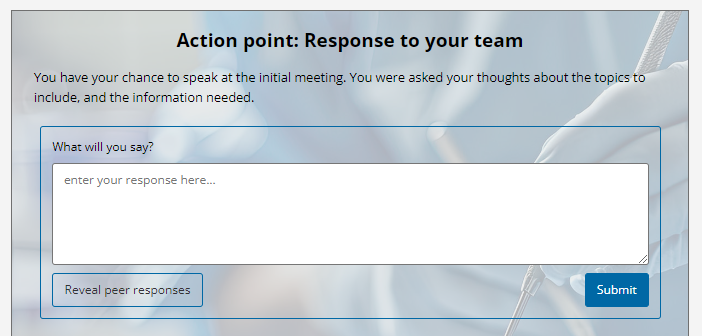 Action point: Response to your team
You have your chance to speak at the initial meeting. You were asked your thoughts about the topics to
include, and the information needed.
What will you say?
enter your response here...
Reveal peer responses
Submit